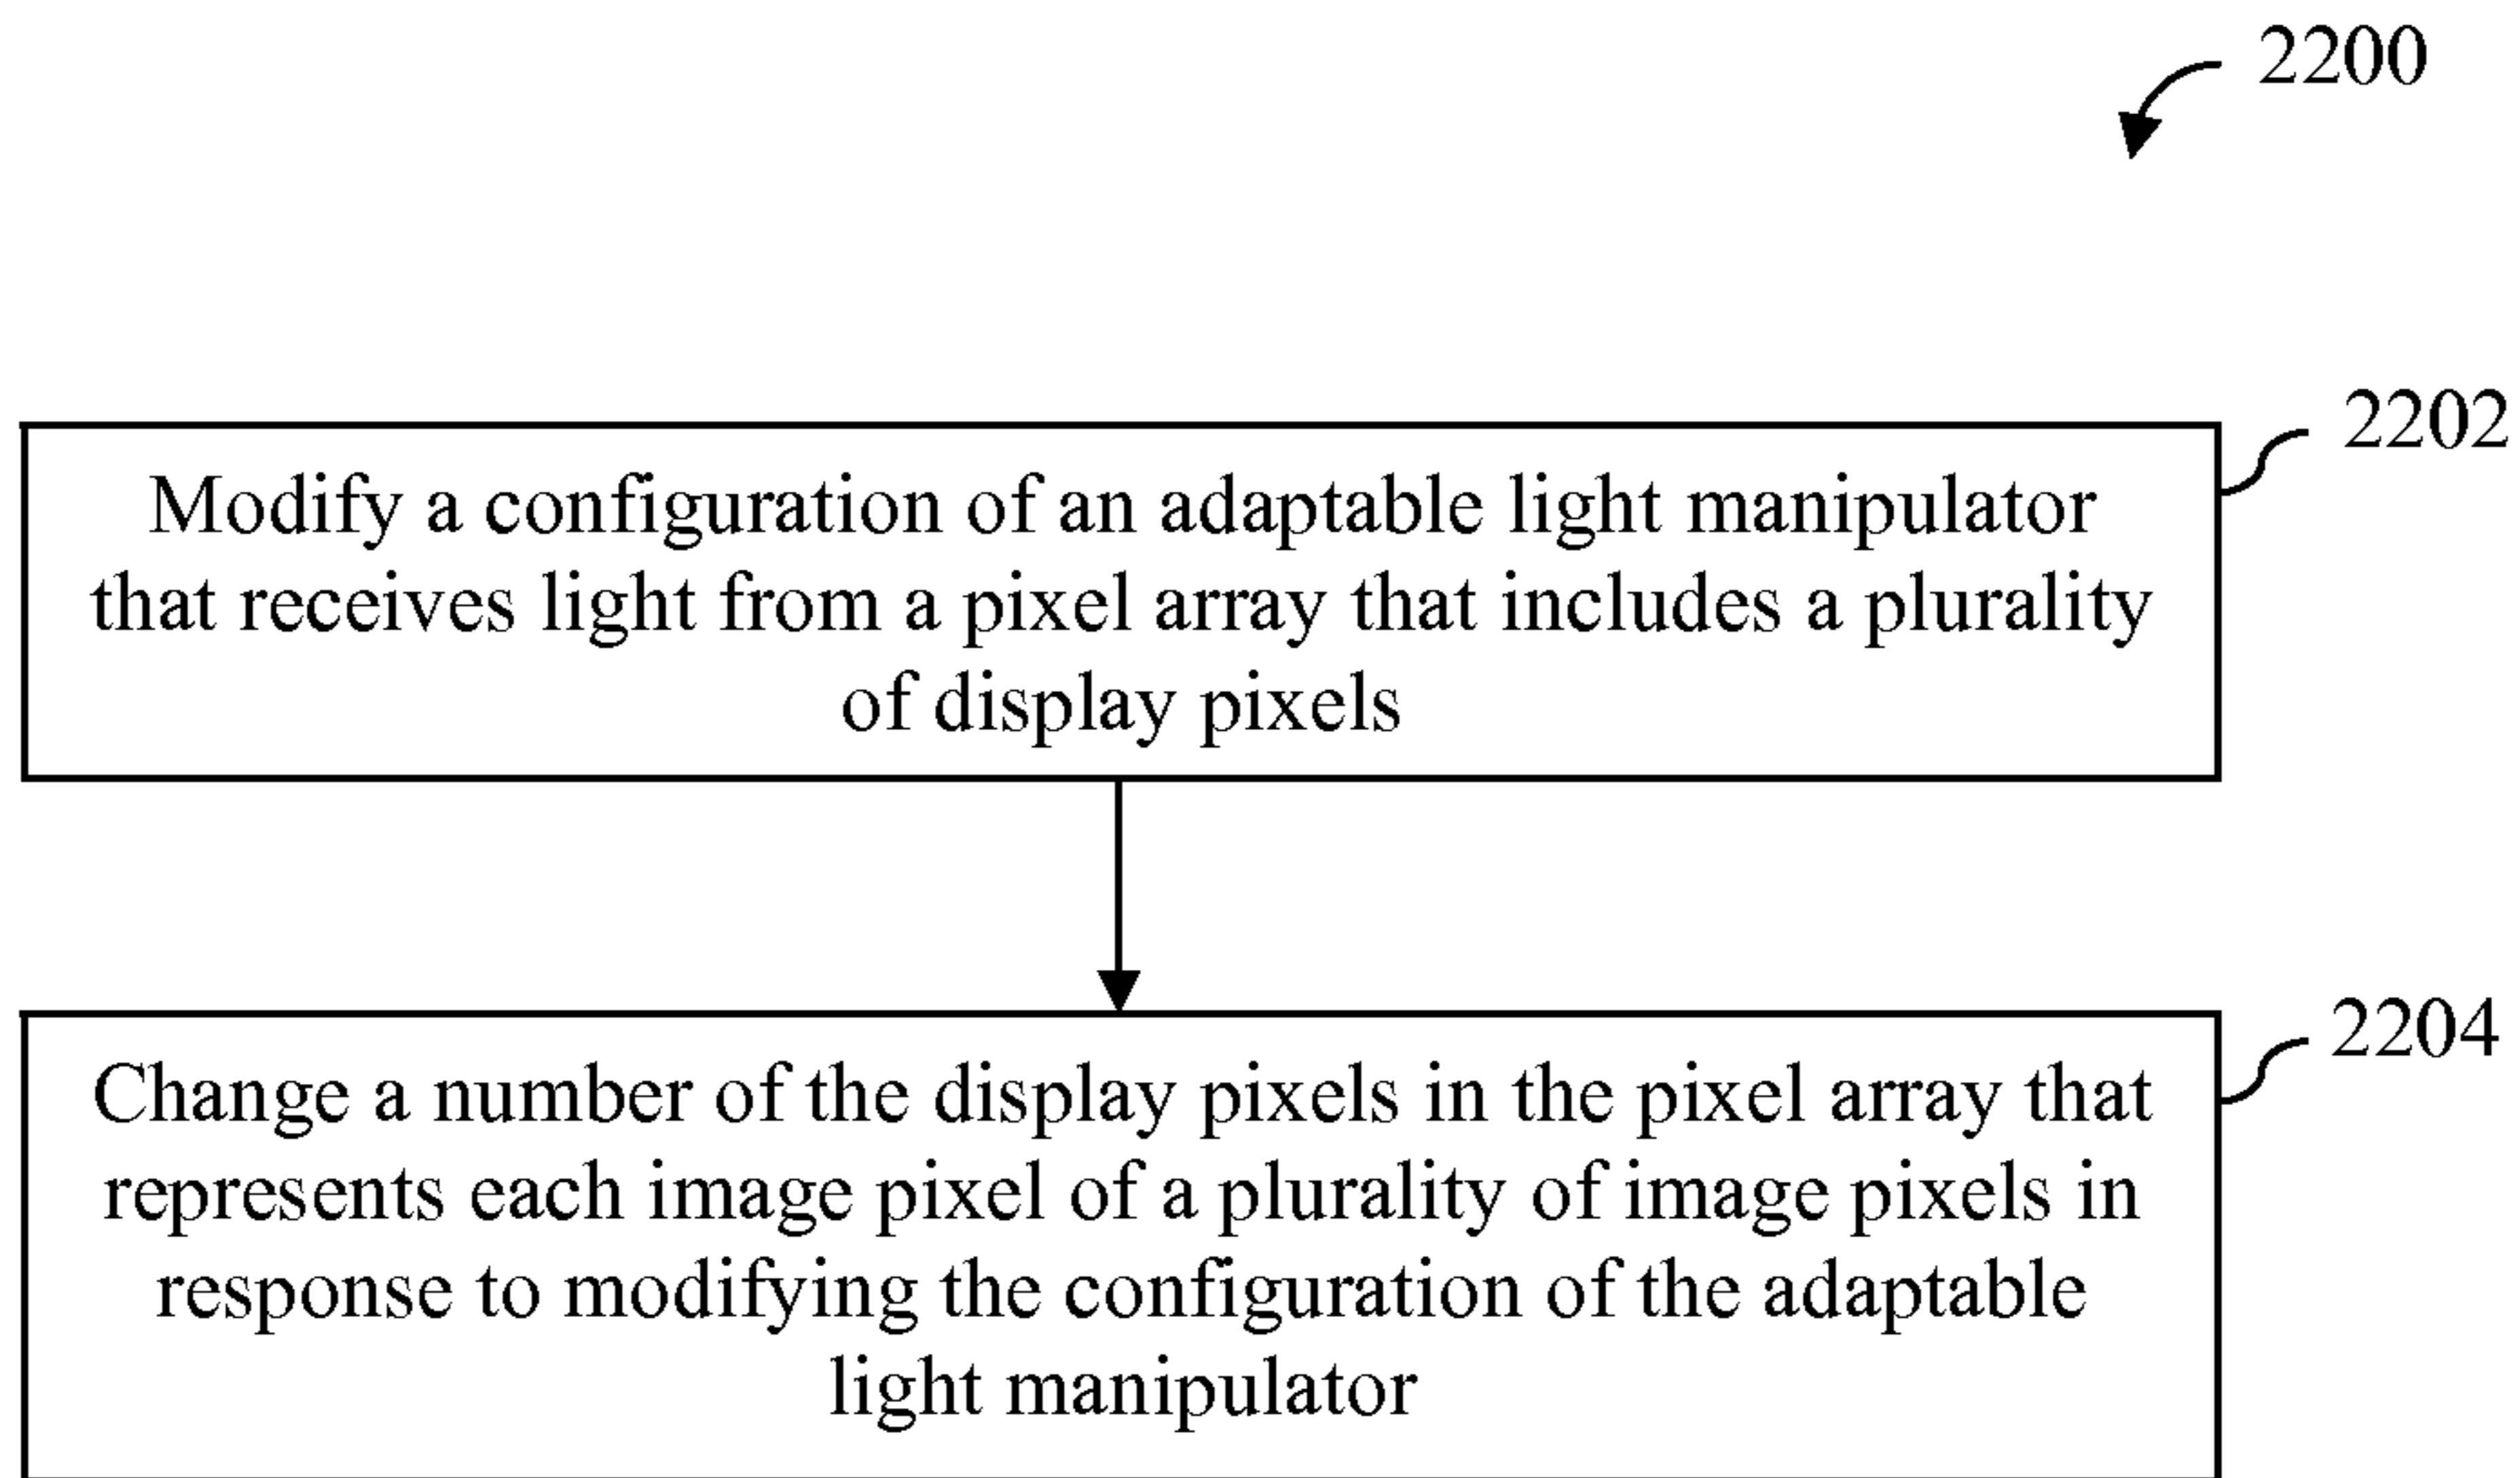 2200
2202
Modify a configuration of an adaptable light manipulator
that receives light from a pixel array that includes a plurality
of display pixels
2204
Change a number of the display pixels in the pixel array that
represents each image pixel of a plurality of image pixels in
response to modifying the configuration of the adaptable
light manipulator